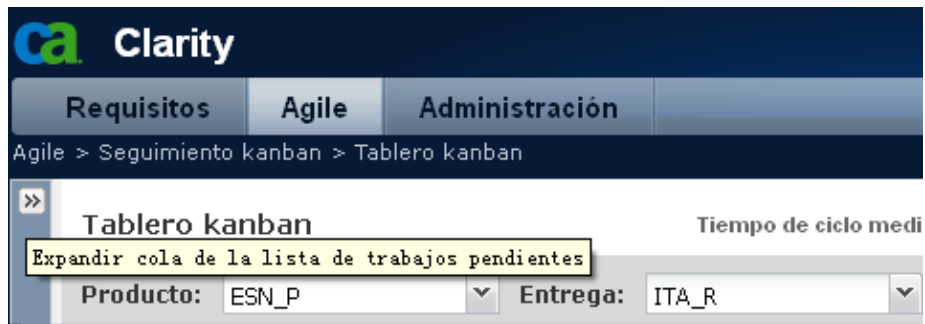 ca Clarity
Requisitos Agile Administración
Agile > Seguimiento kanban > Tablero kanban
» Tablero kanban Tiempo de ciclo medi
Expandir cola de la lista de trabajos pendientes
Producto: ESN_P Entrega: ITA_R